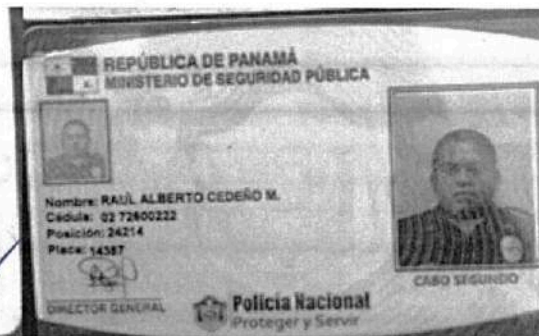 REPÚBLICA DE PANAMÁ
MINISTERIO DE SEGURIDAD PÚBLICA
Nombre: RAUL ALBERTO CEDEÑO M.
Cédula: 02 72600222
Posición: 24214
Placa: 14387
DIRECTOR GENERAL
CABO SEGUNDO
Policía Nacional
Proteger y Servir